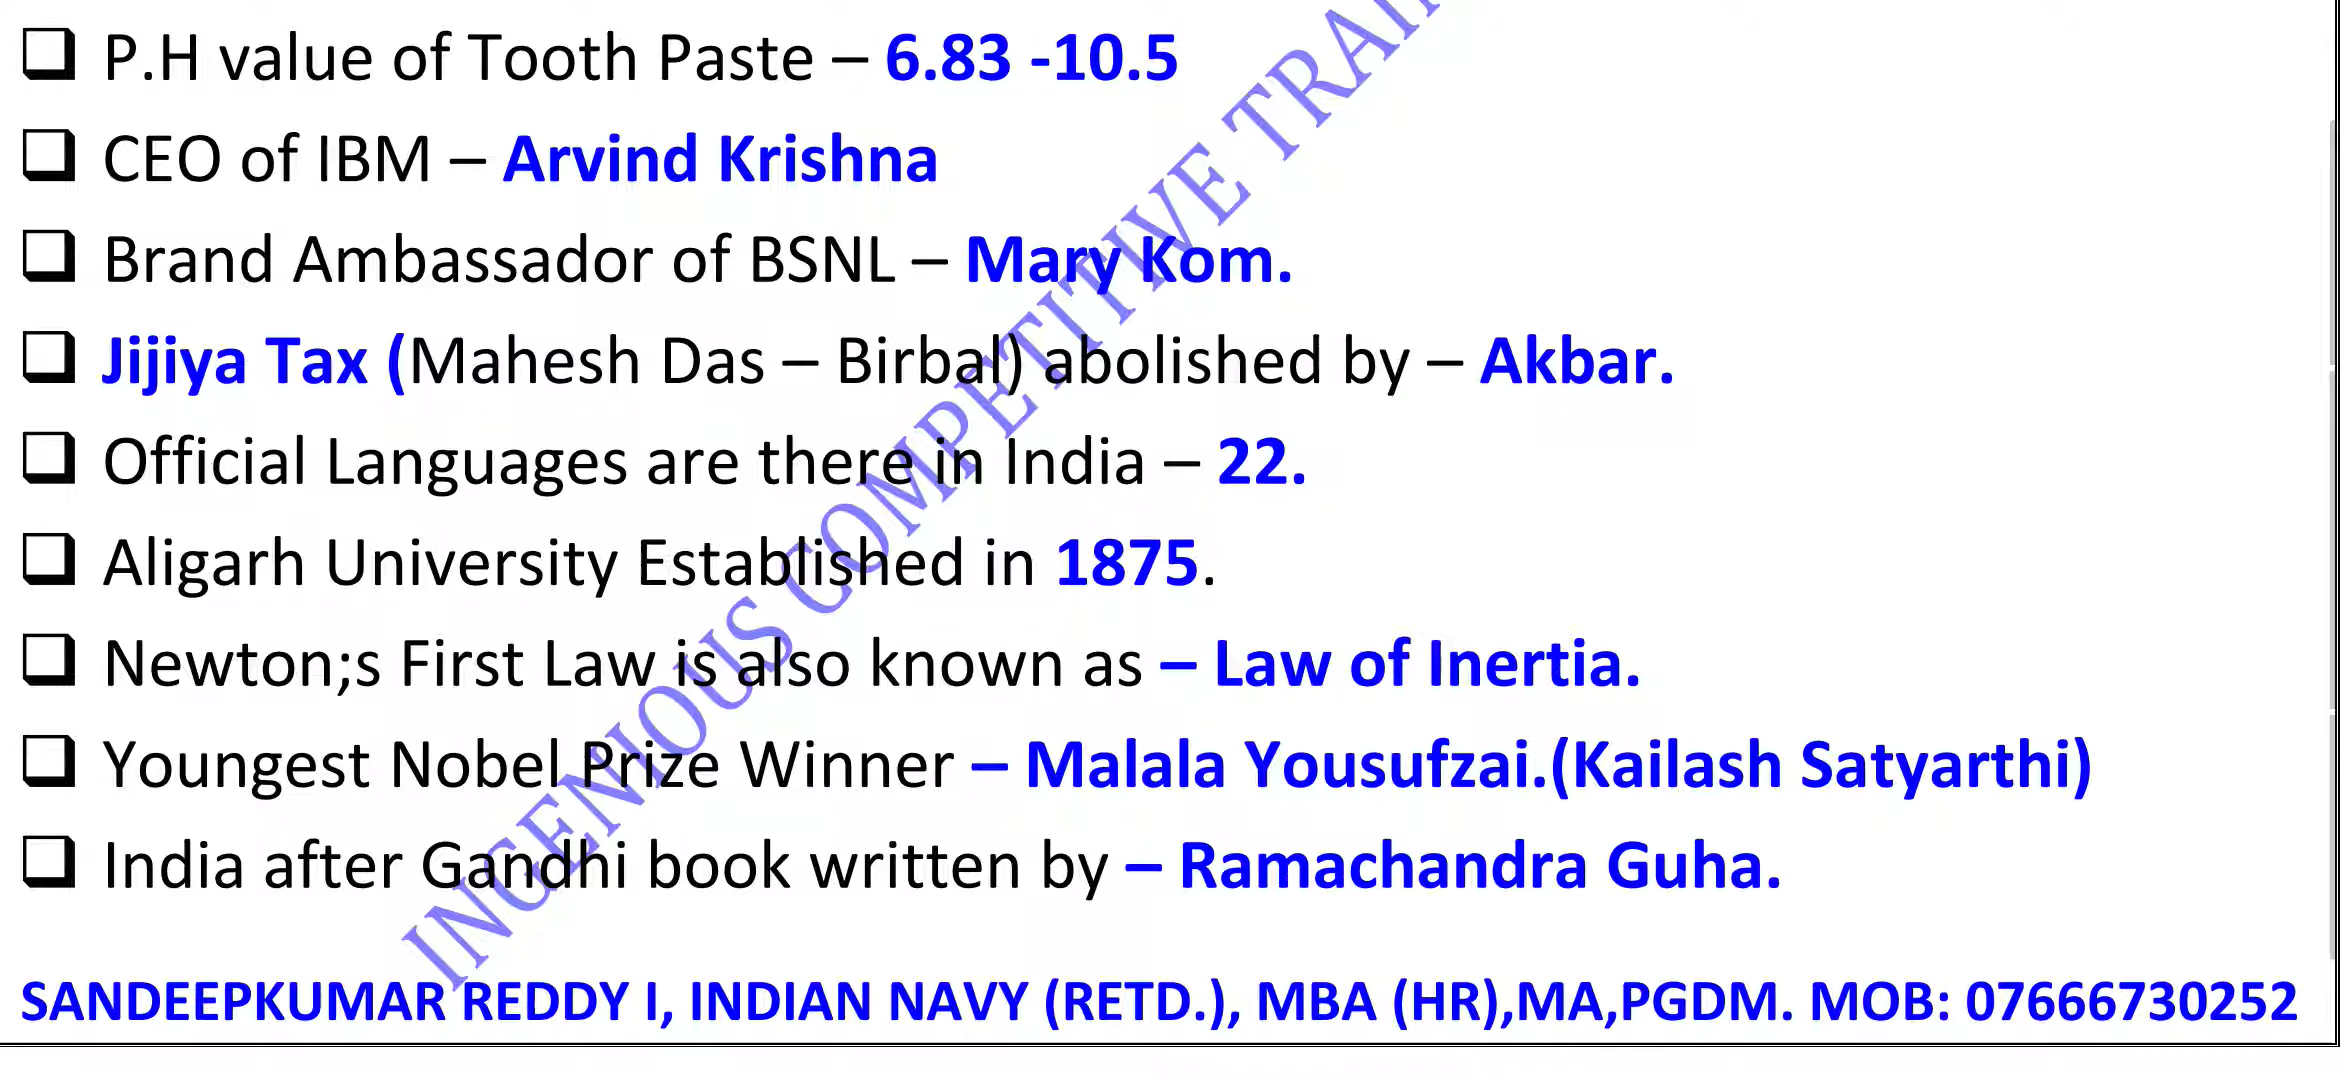 ❑ P.H value of Tooth Paste – 6.83 -10.5
❑ CEO of IBM – Arvind Krishna
❑ Brand Ambassador of BSNL – Mary Kom.
❑ Jijiya Tax (Mahesh Das – Birbal) abolished by – Akbar.
❑ Official Languages are there in India – 22.
❑ Aligarh University Established in 1875.
❑ Newton;s First Law is also known as – Law of Inertia.
❑ Youngest Nobel Prize Winner – Malala Yousufzai.(Kailash Satyarthi)
❑ India after Gandhi book written by – Ramachandra Guha.
SANDEEPKUMAR REDDY I, INDIAN NAVY (RETD.), MBA (HR),MA,PGDM. MOB: 07666730252
INGENIOUS COMPETITIVE